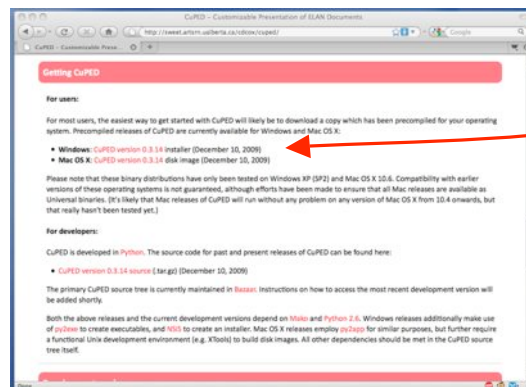 CuPED – Customizable Presentation of ELAN Documents
http://sweet.artsrn.ualberta.ca/cdcox/cuped/
Google
CuPED – Customizable Prese...
Getting CuPED
For users:
For most users, the easiest way to get started with CuPED will likely be to download a copy which has been precompiled for your operating
system. Precompiled releases of CuPED are currently available for Windows and Mac OS X:
• Windows: CuPED version 0.3.14 installer (December 10, 2009)
• Mac OS X: CuPED version 0.3.14 disk image (December 10, 2009)
Please note that these binary distributions have only been tested on Windows XP (SP2) and Mac OS X 10.6. Compatibility with earlier
versions of these operating systems is not guaranteed, although efforts have been made to ensure that all Mac releases are available as
Universal binaries. (It's likely that Mac releases of CuPED will run without any problem on any version of Mac OS X from 10.4 onwards, but
that really hasn't been tested yet.)
For developers:
CuPED is developed in Python. The source code for past and present releases of CuPED can be found here:
• CuPED version 0.3.14 source (.tar.gz) (December 10, 2009)
The primary CuPED source tree is currently maintained in Bazaar. Instructions on how to access the most recent development version will
be added shortly.
Both the above releases and the current development versions depend on Mako and Python 2.6. Windows releases additionally make use
of py2exe to create executables, and NSIS to create an installer. Mac OS X releases employ py2app for similar purposes, but further require
a functional Unix development environment (e.g. XTools) to build disk images. All other dependencies should be met in the CuPED source
tree itself.
Done